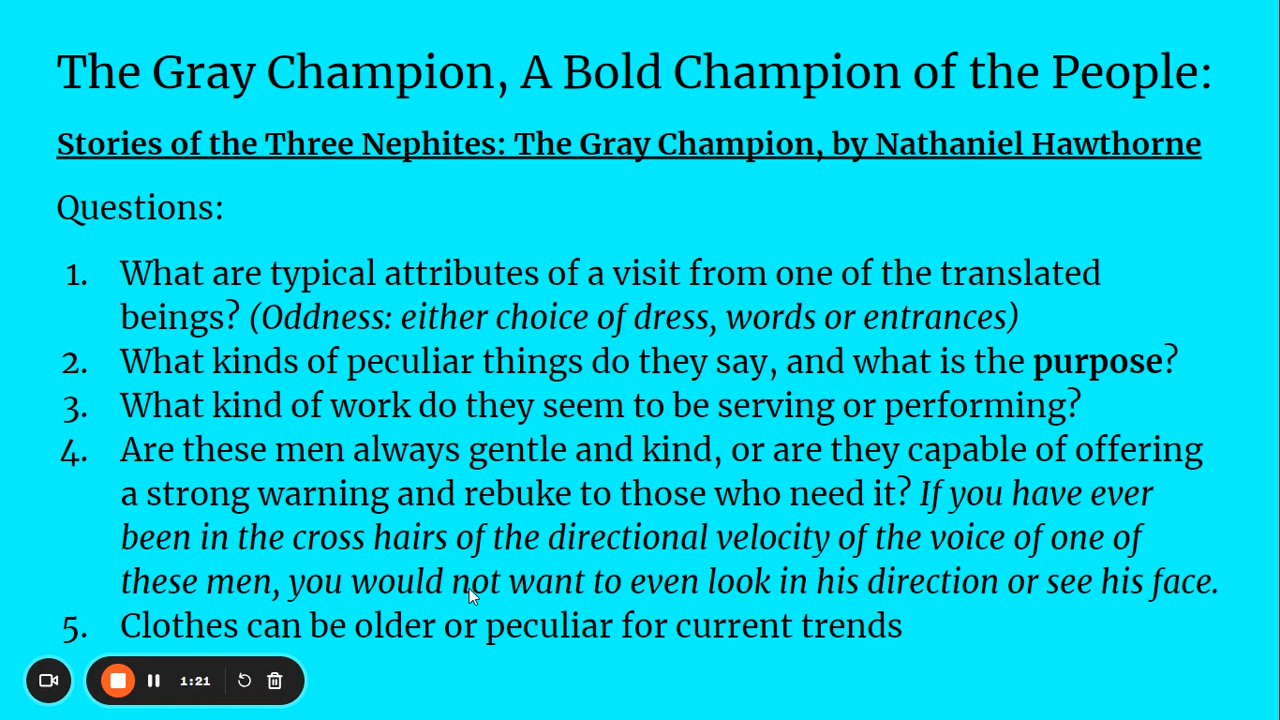 The Gray Champion, A Bold Champion of the People:
Stories of the Three Nephites: The Gray Champion, by Nathaniel Hawthorne
Questions:
1. What are typical attributes of a visit from one of the translated
beings? (Oddness: either choice of dress, words or entrances)
2. What kinds of peculiar things do they say, and what is the purpose?
3. What kind of work do they seem to be serving or performing?
4. Are these men always gentle and kind, or are they capable of offering
a strong warning and rebuke to those who need it? If you have ever
been in the cross hairs of the directional velocity of the voice of one of
these men, you would not want to even look in his direction or see his face.
5. Clothes can be older or peculiar for current trends
1:21